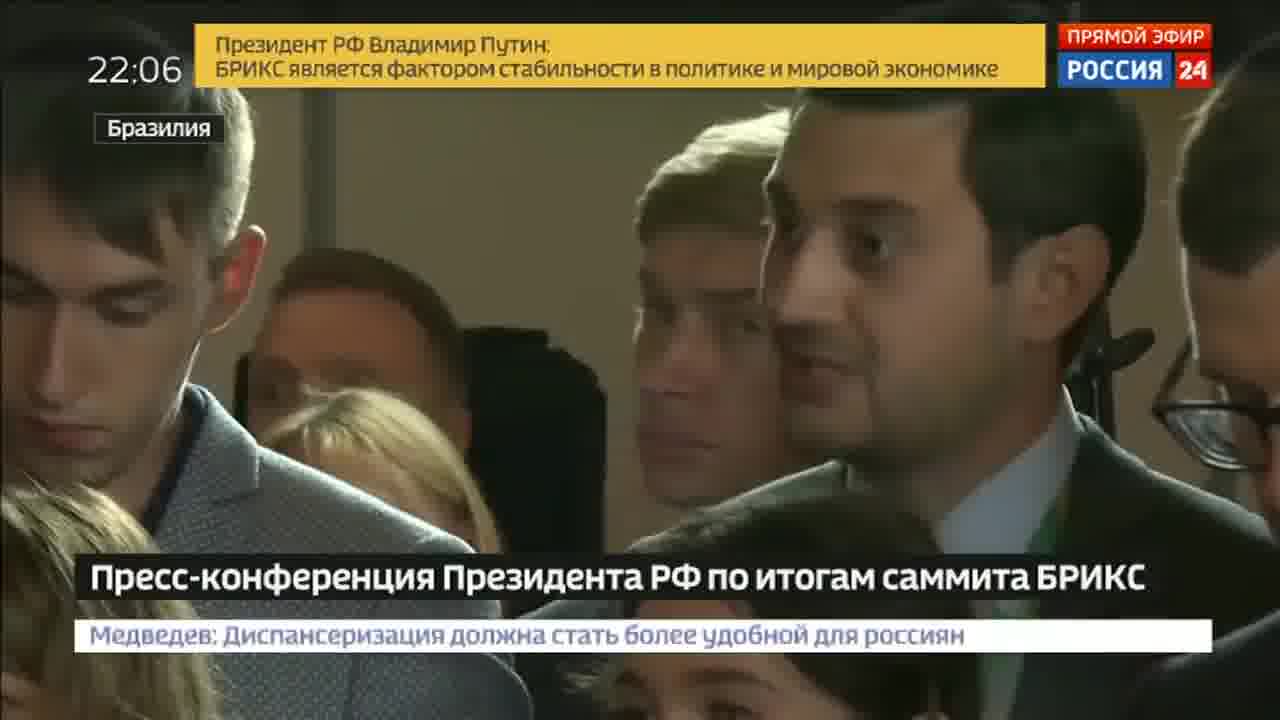 22:06
Президент РФ Владимир Путин:
БРИКС является фактором стабильности в политике и мировой экономике
ПРЯМОЙ ЭФИР
РОССИЯ 24
Бразилия
Пресс-конференция Президента РФ по итогам саммита БРИКС
Медведев: Диспансеризация должна стать более удобной для россиян